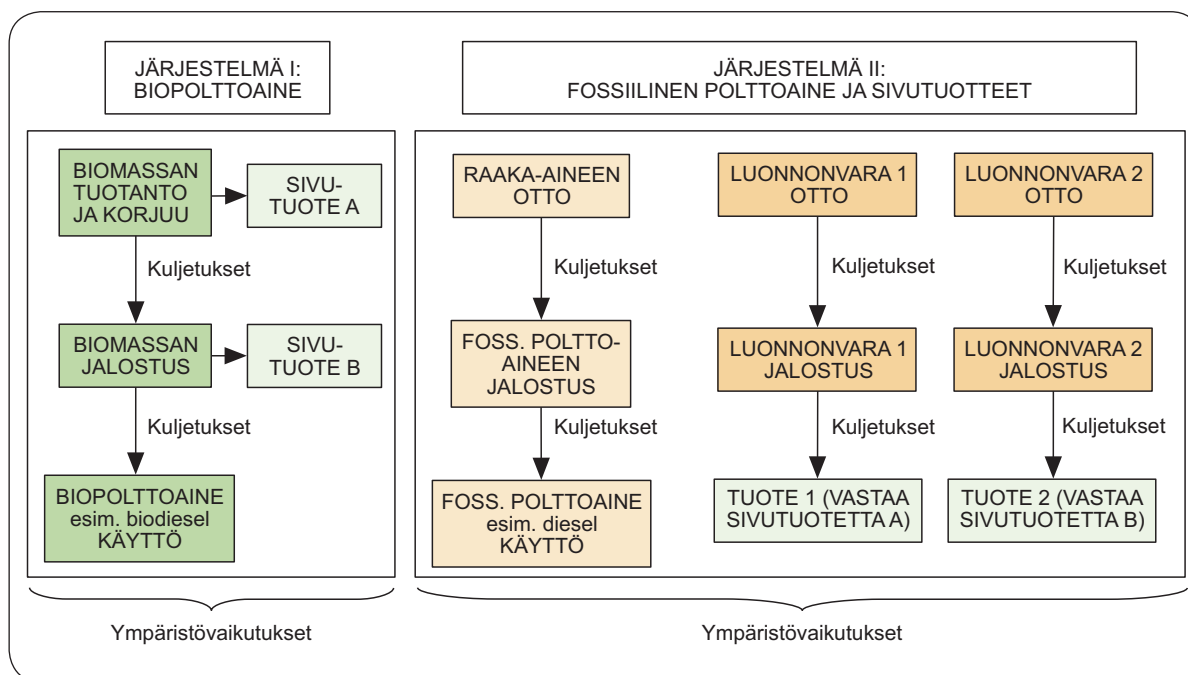 JÄRJESTELMÄ I:
BIOPOLTTOAINE
JÄRJESTELMÄ II:
FOSSIILINEN POLTTOAINE JA SIVUTUOTTEET
BIOMASSAN
TUOTANTO
JA KORJUU
SIVU-
TUOTE A
Kuljetukset
BIOMASSAN
JALOSTUS
SIVU-
TUOTE B
Kuljetukset
BIOPOLTTOAINE
esim. biodiesel
KÄYTTÖ
RAAKA-AINEEN
OTTO
Kuljetukset
FOSS. POLTTO-
AINEEN
JALOSTUS
Kuljetukset
FOSS. POLTTOAINE
esim. diesel
KÄYTTÖ
LUONNONVARA 1
OTTO
Kuljetukset
LUONNONVARA 1
JALOSTUS
Kuljetukset
TUOTE 1 (VASTAA
SIVUTUOTETTA A)
LUONNONVARA 2
OTTO
Kuljetukset
LUONNONVARA 2
JALOSTUS
Kuljetukset
TUOTE 2 (VASTAA
SIVUTUOTETTA B)
Ympäristövaikutukset
Ympäristövaikutukset